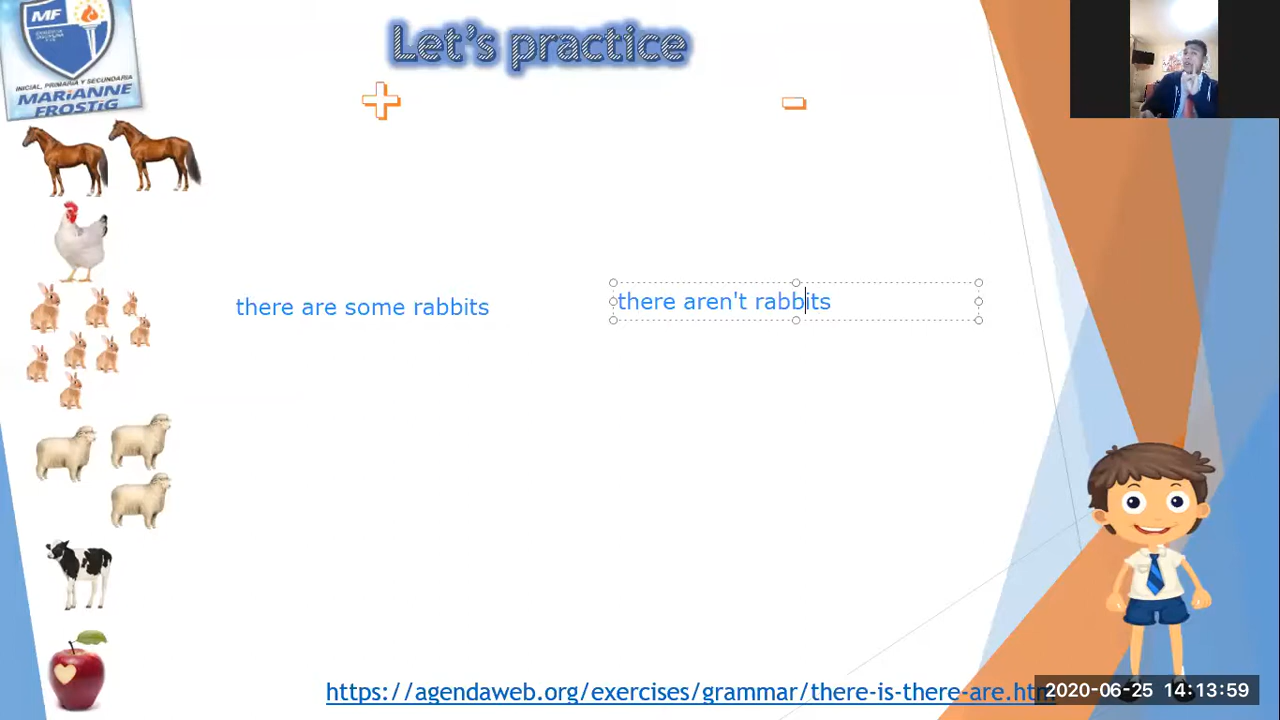 MF
INICIAL, PRIMARIA Y SECUNDARIA
MARIANNE
FROSTIG
Let's practice
+
-
there are some rabbits
there aren't rabbits
https://agendaweb.org/exercises/grammar/there-is-there-are.htm
2020-06-25 14:13:59